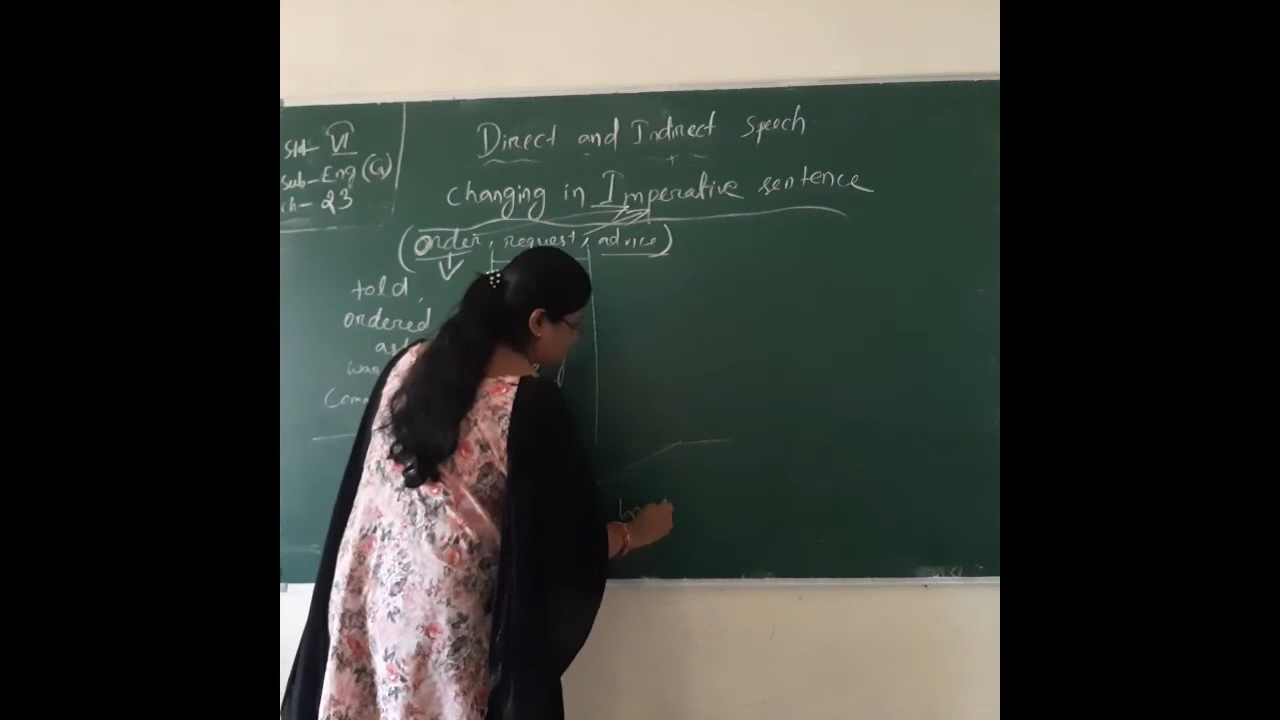 Std- VI
Sub- Eng (G)
ch- 23
Direct and Indirect Speech
changing in Imperative sentence
(order, request, advice)
told,
ordered